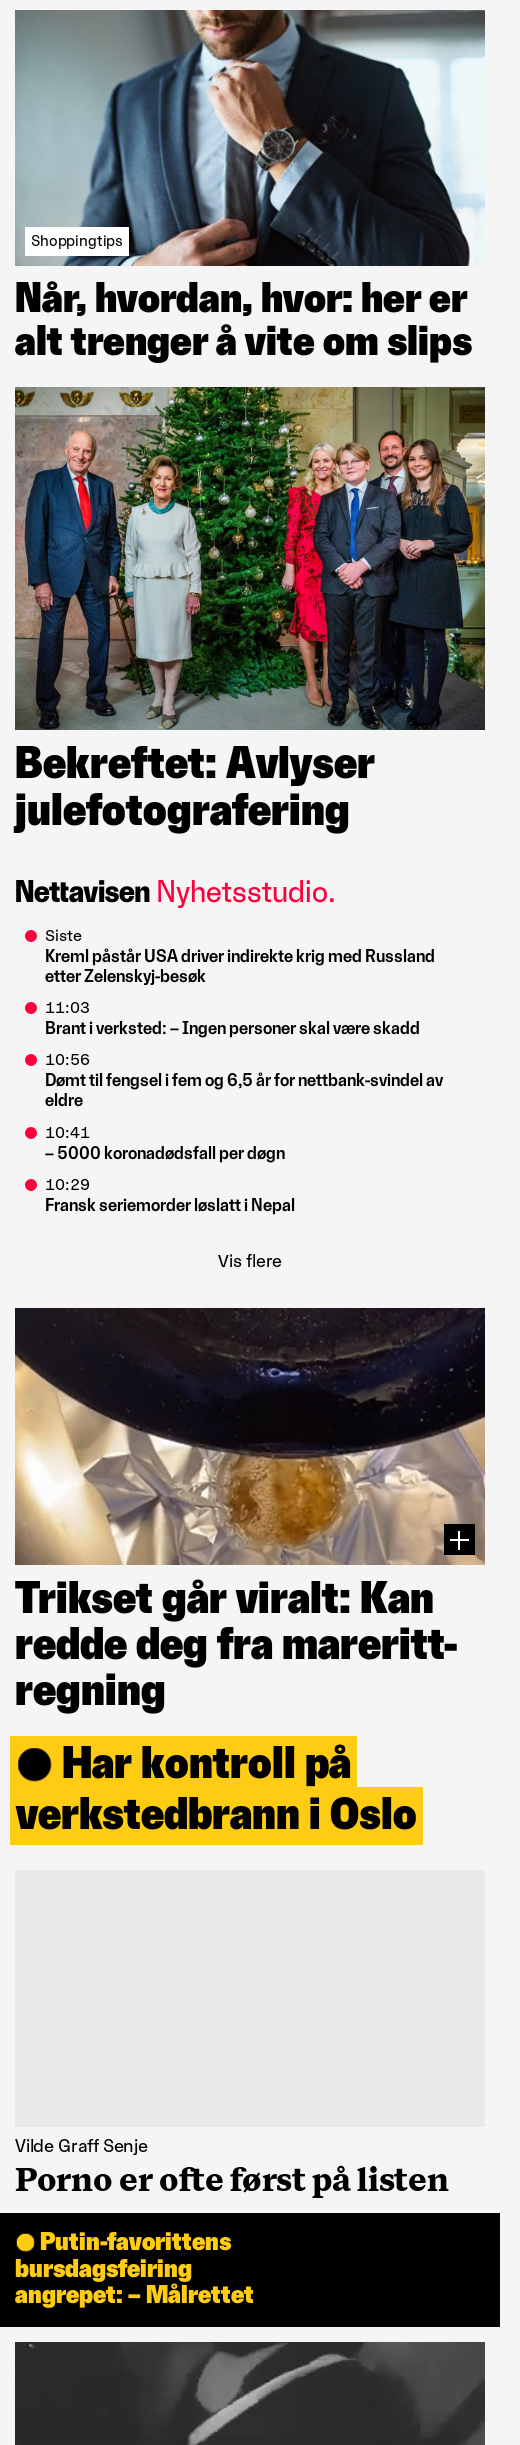 Shoppingtips
Når, hvordan, hvor: her er
alt trenger å vite om slips
Bekreftet: Avlyser
julefotografering
Nettavisen Nyhetsstudio.
Siste
Kreml påstår USA driver indirekte krig med Russland
etter Zelenskyj-besøk
11:03
Brant i verksted: – Ingen personer skal være skadd
10:56
Dømt til fengsel i fem og 6,5 år for nettbank-svindel av
eldre
10:41
– 5000 koronadødsfall per døgn
10:29
Fransk seriemorder løslatt i Nepal
Vis flere
Trikset går viralt: Kan
redde deg fra mareritt-
regning
Har kontroll på
verkstedbrann i Oslo
Vilde Graff Senje
Porno er ofte først på listen
Putin-favorittens
bursdagsfeiring
angrepet: – Målrettet